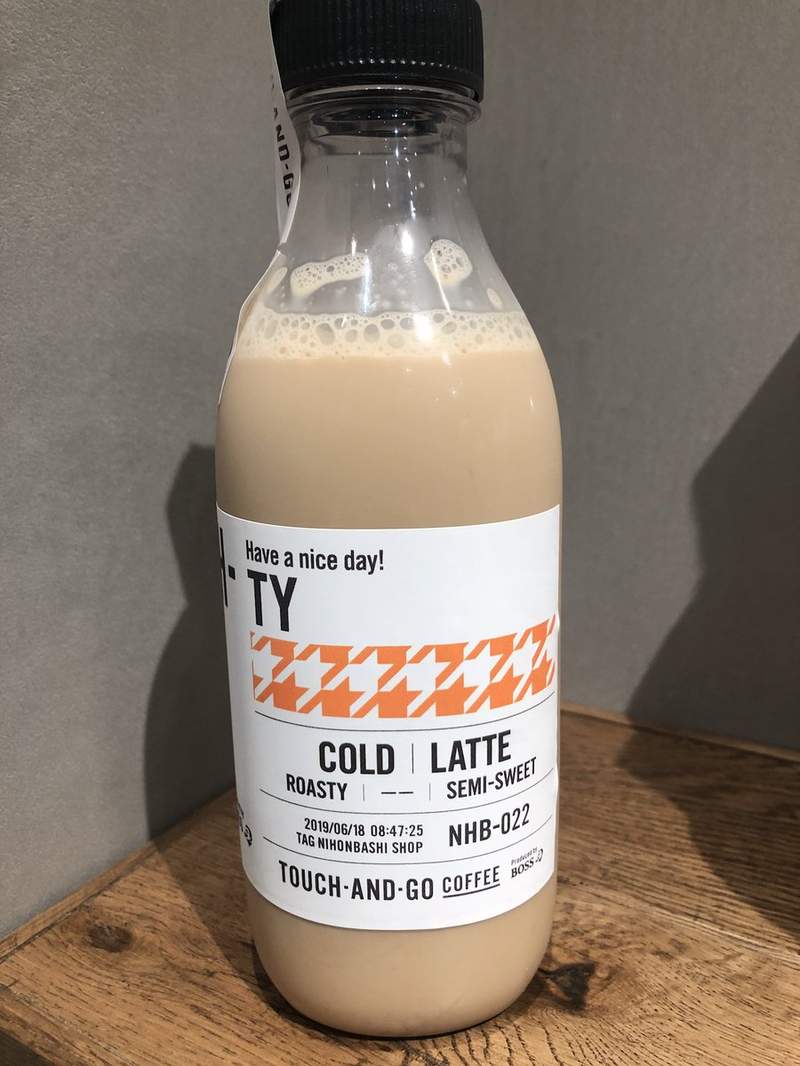 AND·G
Have a nice day!
TY
COLD | LATTE
ROASTY | -- | SEMI-SWEET
2019/06/18 08:47:25
TAG NIHONBASHI SHOP
NHB-022
TOUCH·AND·GO COFFEE
Produced by
BOSS